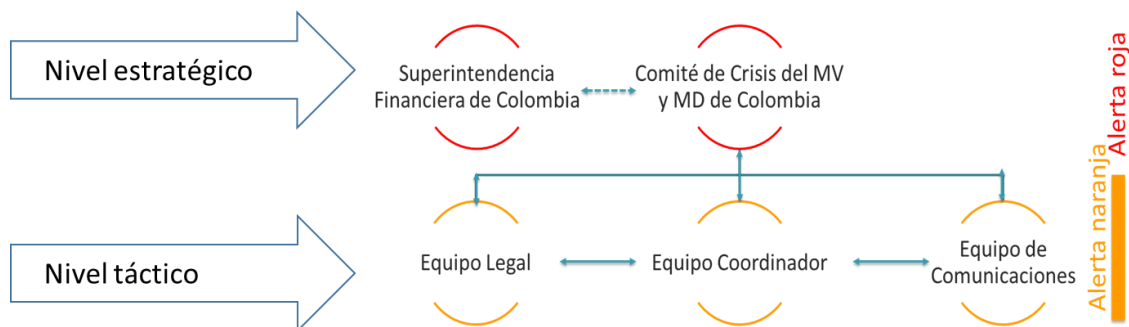 Nivel estratégico
Superintendencia
Financiera de Colombia
Comité de Crisis del MV
y MD de Colombia
Alerta roja
Nivel táctico
Equipo Legal
Equipo Coordinador
Equipo de
Comunicaciones
Alerta naranja